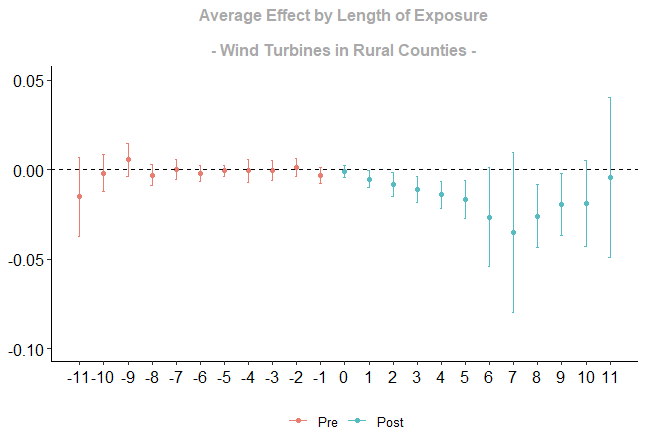 Average Effect by Length of Exposure
- Wind Turbines in Rural Counties -
0.05
0.00
-0.05
-0.10
-11 -10 -9 -8 -7 -6 -5 -4 -3 -2 -1 0 1 2 3 4 5 6 7 8 9 10 11
Pre Post